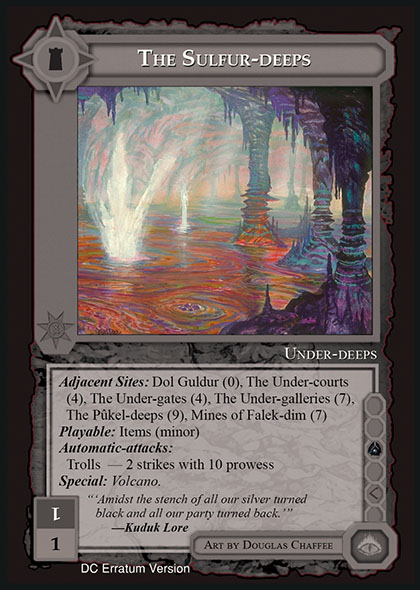 The Sulfur-deeps
Under-deeps
Adjacent Sites: Dol Guldur (0), The Under-courts
(4), The Under-gates (4), The Under-galleries (7),
The Pûkel-deeps (9), Mines of Falek-dim (7)
Playable: Items (minor)
Automatic-attacks:
Trolls — 2 strikes with 10 prowess
Special: Volcano.
“‘Amidst the stench of all our silver turned
black and all our party turned back.’”
—Kuduk Lore
1
1
Art by Douglas Chaffee
DC Erratum Version